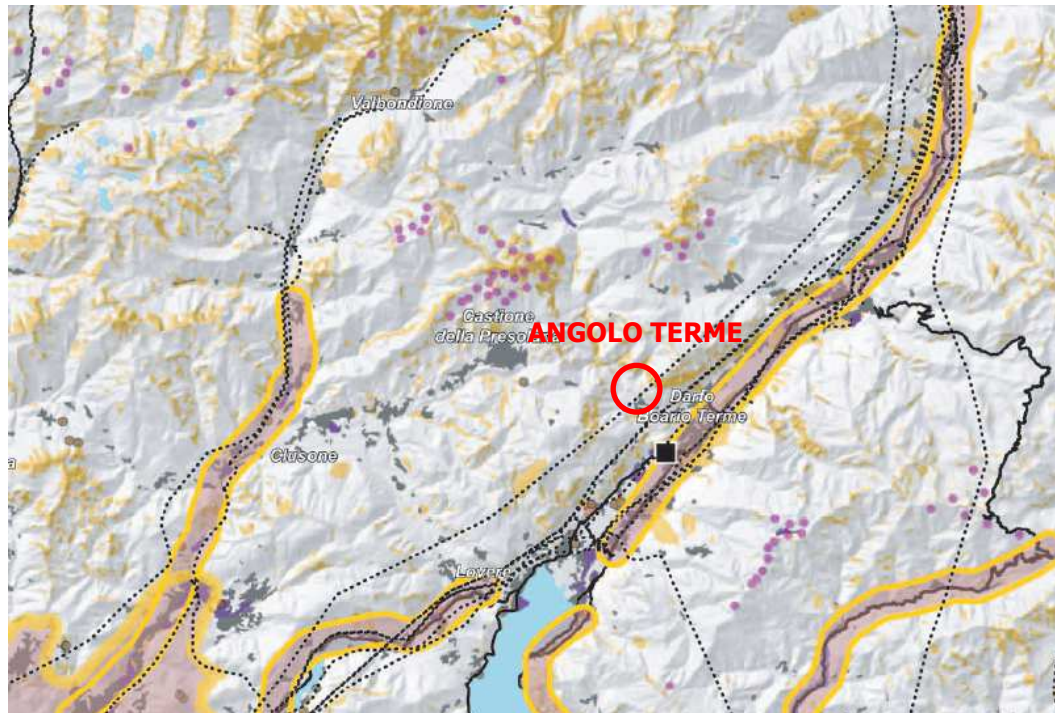 Valbondione
Castione
della Presolana
ANGOLO TERME
Darfo
Boario Terme
Clusone
Lovere
a